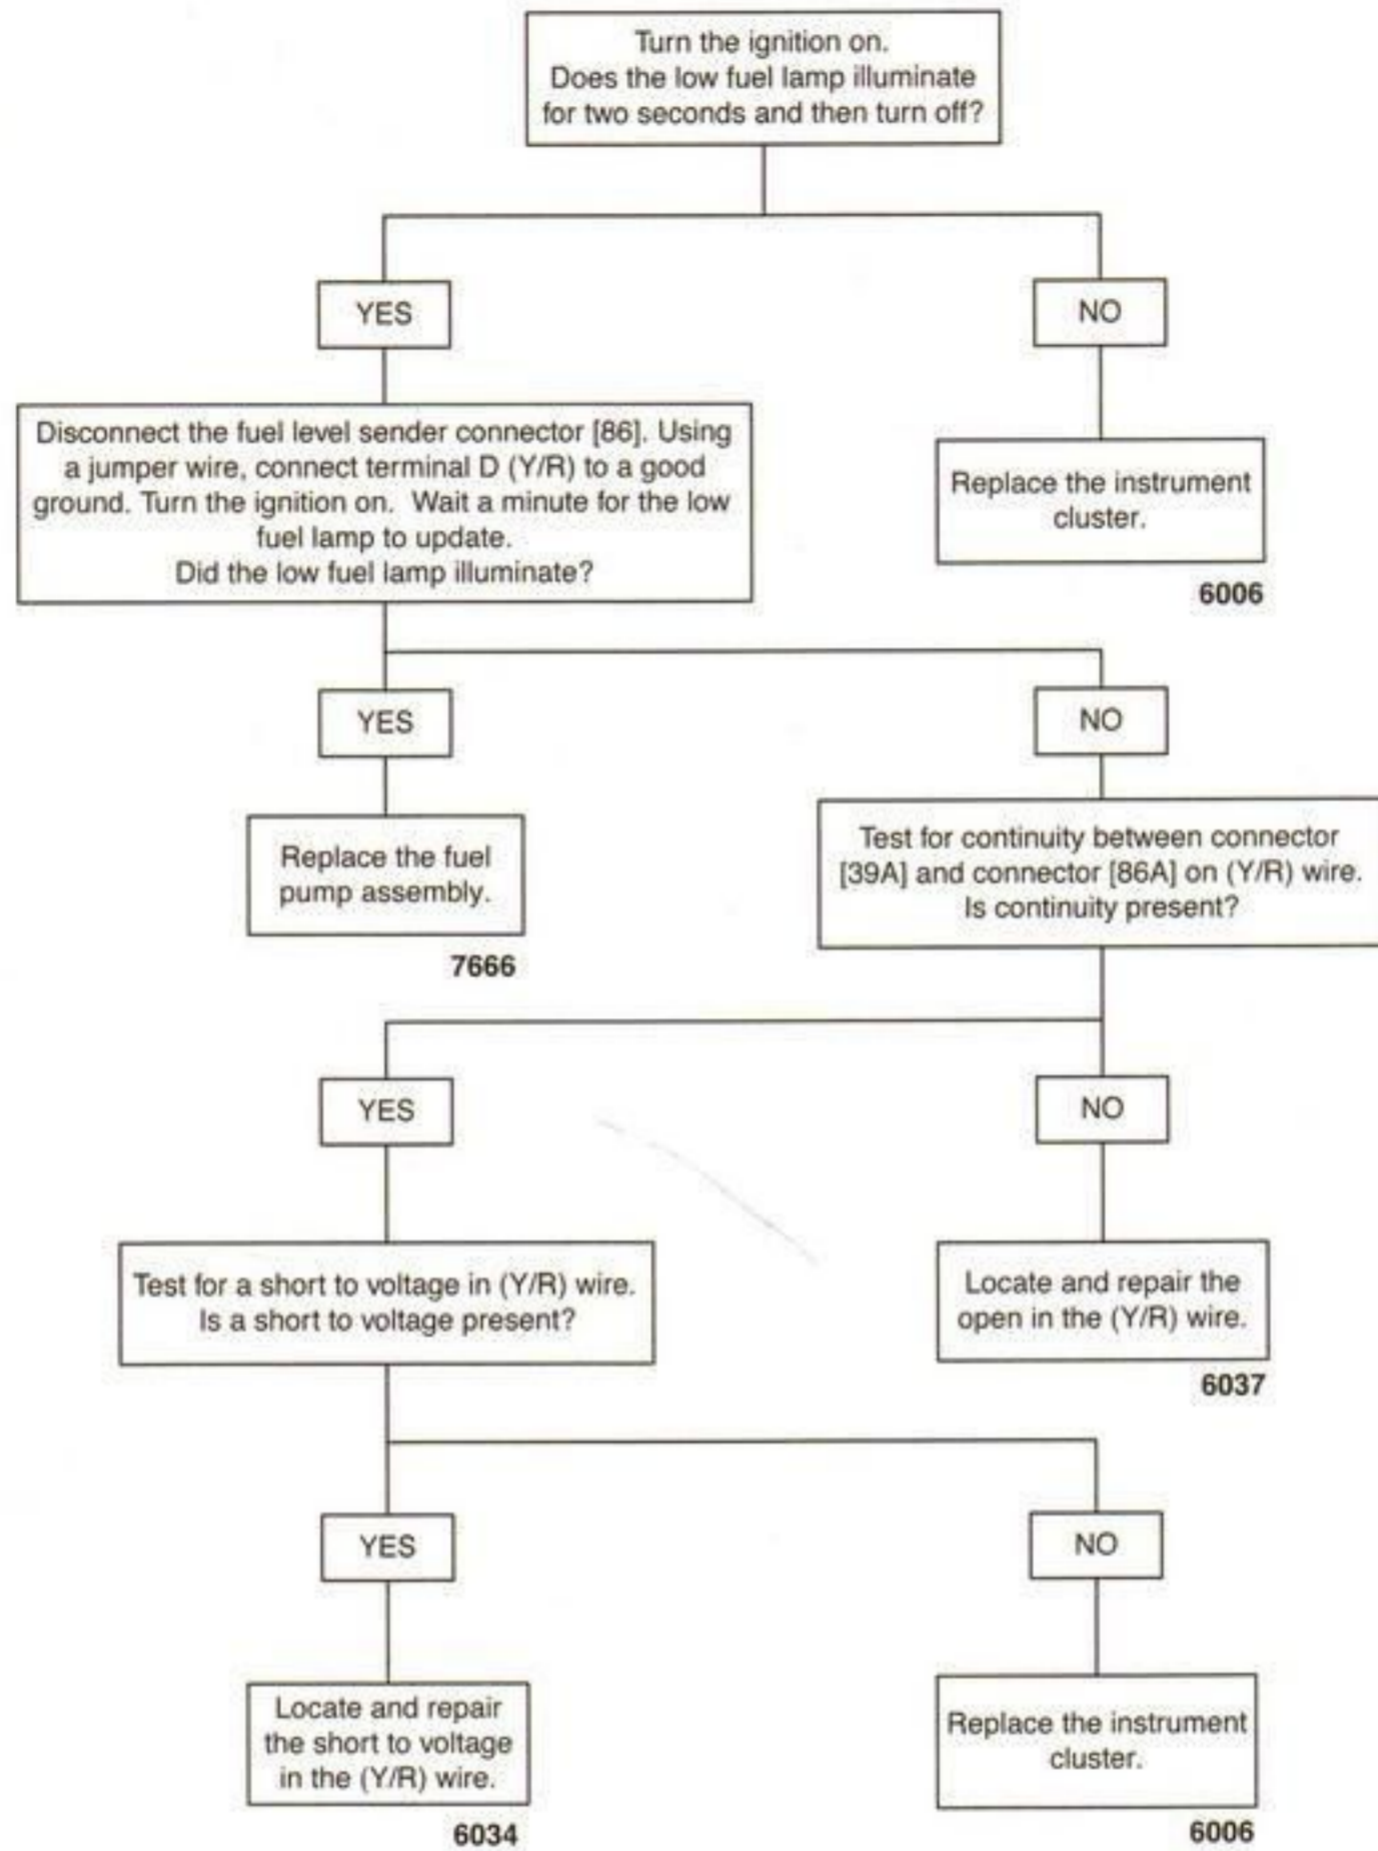 Turn the ignition on.
Does the low fuel lamp illuminate
for two seconds and then turn off?
YES
NO
Disconnect the fuel level sender connector [86]. Using
a jumper wire, connect terminal D (Y/R) to a good
ground. Turn the ignition on. Wait a minute for the low
fuel lamp to update.
Did the low fuel lamp illuminate?
Replace the instrument
cluster.
6006
YES
NO
Replace the fuel
pump assembly.
7666
Test for continuity between connector
[39A] and connector [86A] on (Y/R) wire.
Is continuity present?
YES
NO
Test for a short to voltage in (Y/R) wire.
Is a short to voltage present?
Locate and repair the
open in the (Y/R) wire.
6037
YES
NO
Locate and repair
the short to voltage
in the (Y/R) wire.
6034
Replace the instrument
cluster.
6006